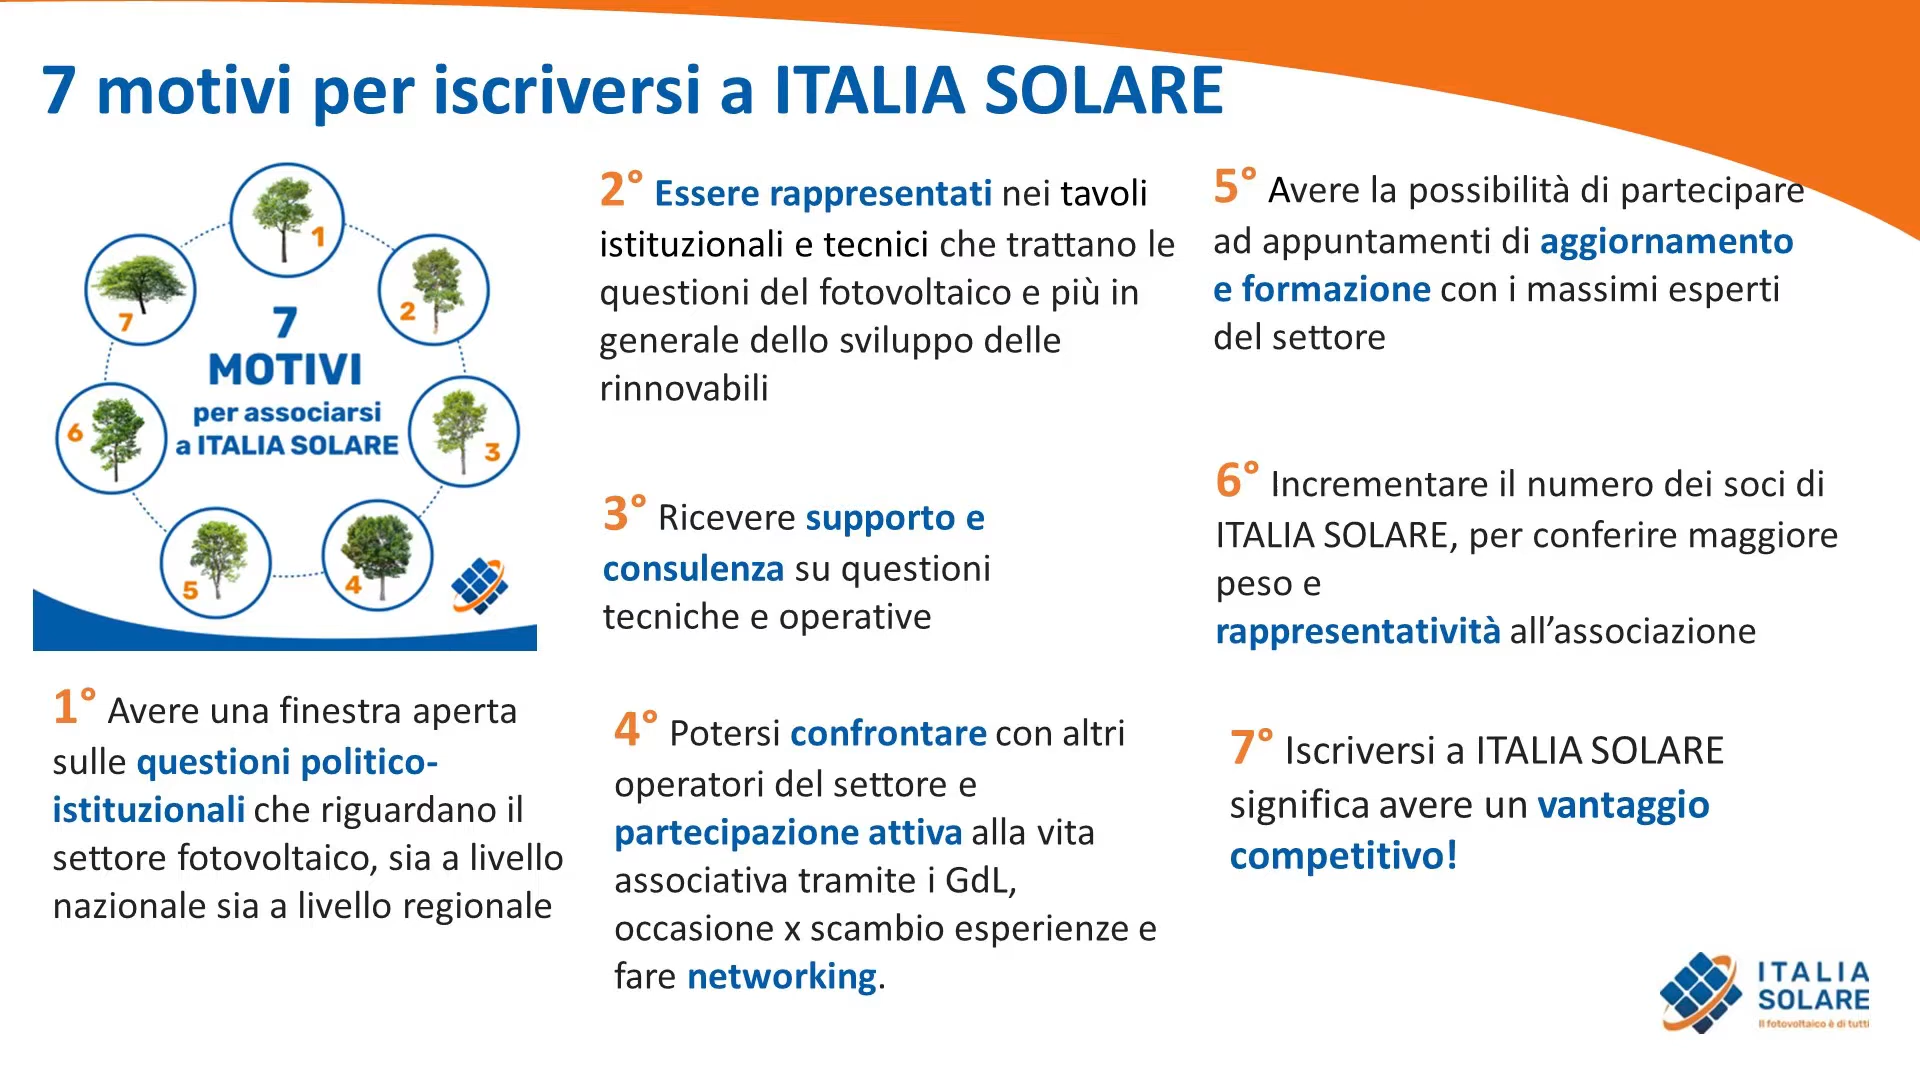 7 motivi per iscriversi a ITALIA SOLARE
1
2
3
4
5
6
7
7
MOTIVI
per associarsi
a ITALIA SOLARE
1° Avere una finestra aperta
sulle questioni politico-
istituzionali che riguardano il
settore fotovoltaico, sia a livello
nazionale sia a livello regionale
2° Essere rappresentati nei tavoli
istituzionali e tecnici che trattano le
questioni del fotovoltaico e più in
generale dello sviluppo delle
rinnovabili
3° Ricevere supporto e
consulenza su questioni
tecniche e operative
4° Potersi confrontare con altri
operatori del settore e
partecipazione attiva alla vita
associativa tramite i GdL,
occasione x scambio esperienze e
fare networking.
5° Avere la possibilità di partecipare
ad appuntamenti di aggiornamento
e formazione con i massimi esperti
del settore
6° Incrementare il numero dei soci di
ITALIA SOLARE, per conferire maggiore
peso e
rappresentatività all’associazione
7° Iscriversi a ITALIA SOLARE
significa avere un vantaggio
competitivo!
ITALIA
SOLARE
Il fotovoltaico è di tutti